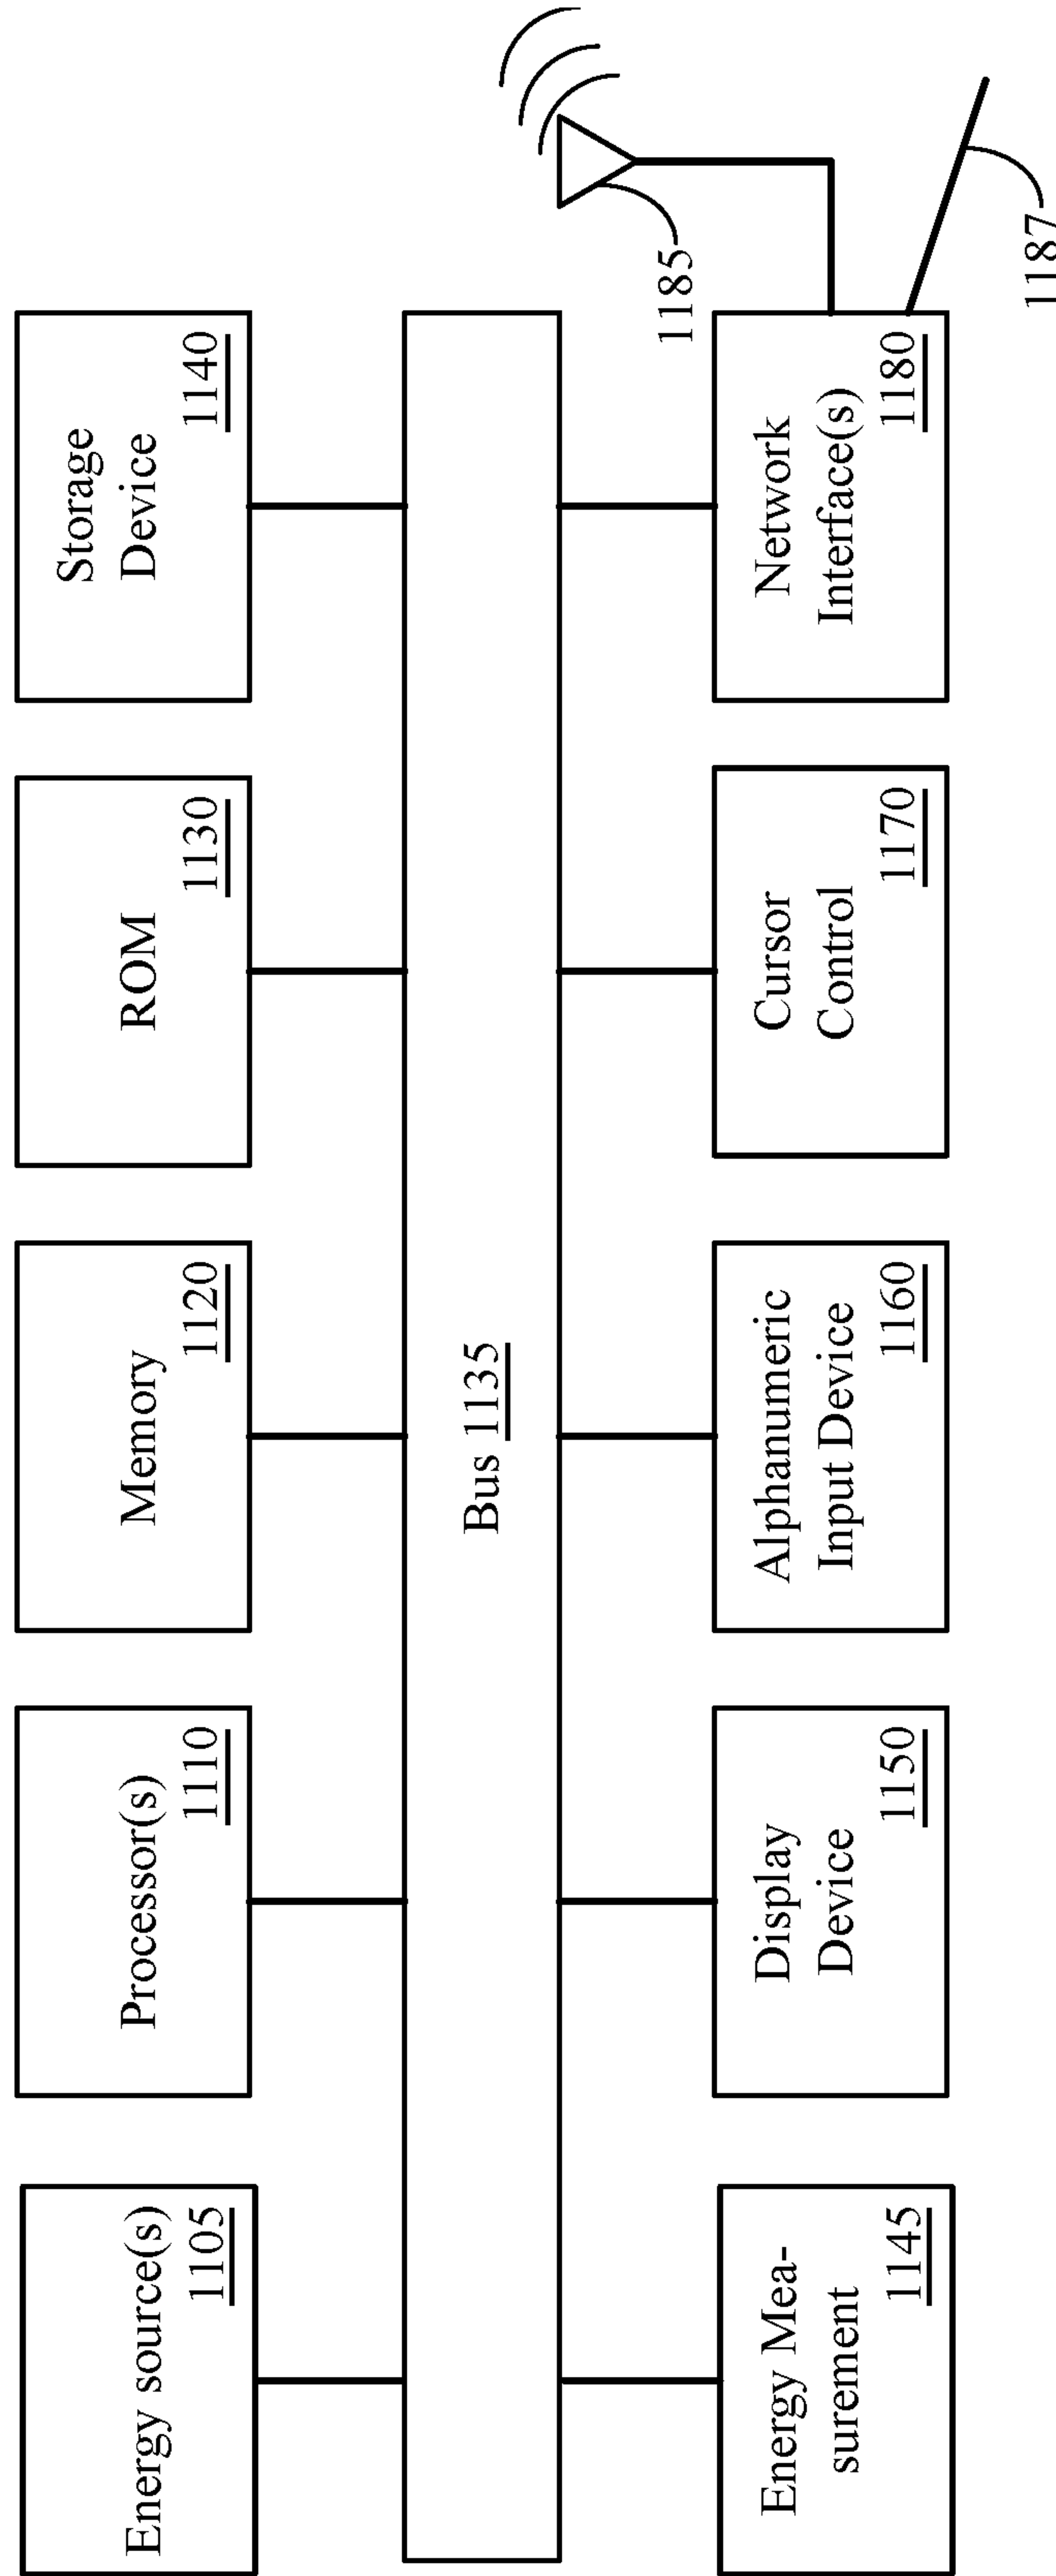 Energy source(s)
1105
Processor(s)
1110
Memory
1120
ROM
1130
Storage
Device
1140
Bus 1135
Energy Mea-
surement
1145
Display
Device
1150
Alphanumeric
Input Device
1160
Cursor
Control
1170
Network
Interface(s)
1180
1185
1187